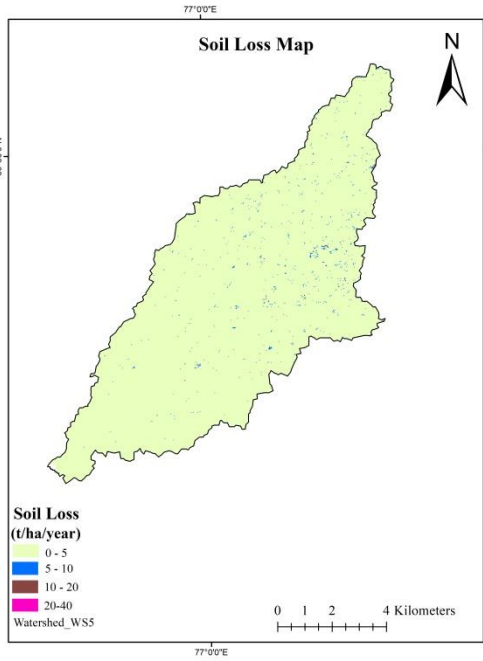 77°0'0"E
Soil Loss Map
N
Soil Loss
(t/ha/year)
0 - 5
5 - 10
10 - 20
20-40
Watershed_WS5
0 1 2 4 Kilometers
77°0'0"E